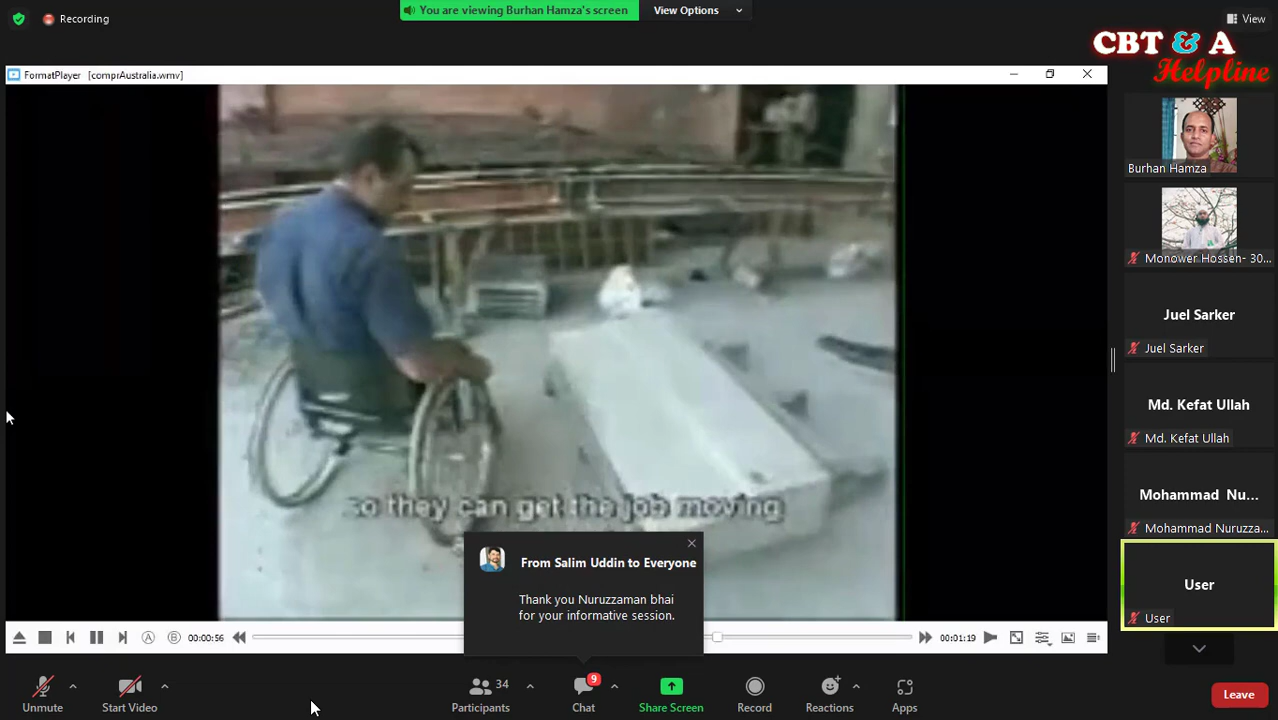 Recording
You are viewing Burhan Hamza's screen
View Options
View
CBT & A
Helpline
FormatPlayer [comprAustralia.wmv]
Burhan Hamza
Monower Hossen- 30...
Juel Sarker
Juel Sarker
Md. Kefat Ullah
Md. Kefat Ullah
Mohammad Nu...
Mohammad Nuruzza...
User
User
so they can get the job moving
From Salim Uddin to Everyone
Thank you Nuruzzaman bhai
for your informative session.
A
B
00:00:56
00:01:19
Unmute
Start Video
34
Participants
9
Chat
Share Screen
Record
Reactions
Apps
Leave